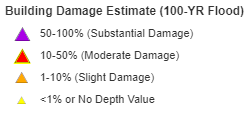 Building Damage Estimate (100-YR Flood)
50-100% (Substantial Damage)
10-50% (Moderate Damage)
1-10% (Slight Damage)
<1% or No Depth Value